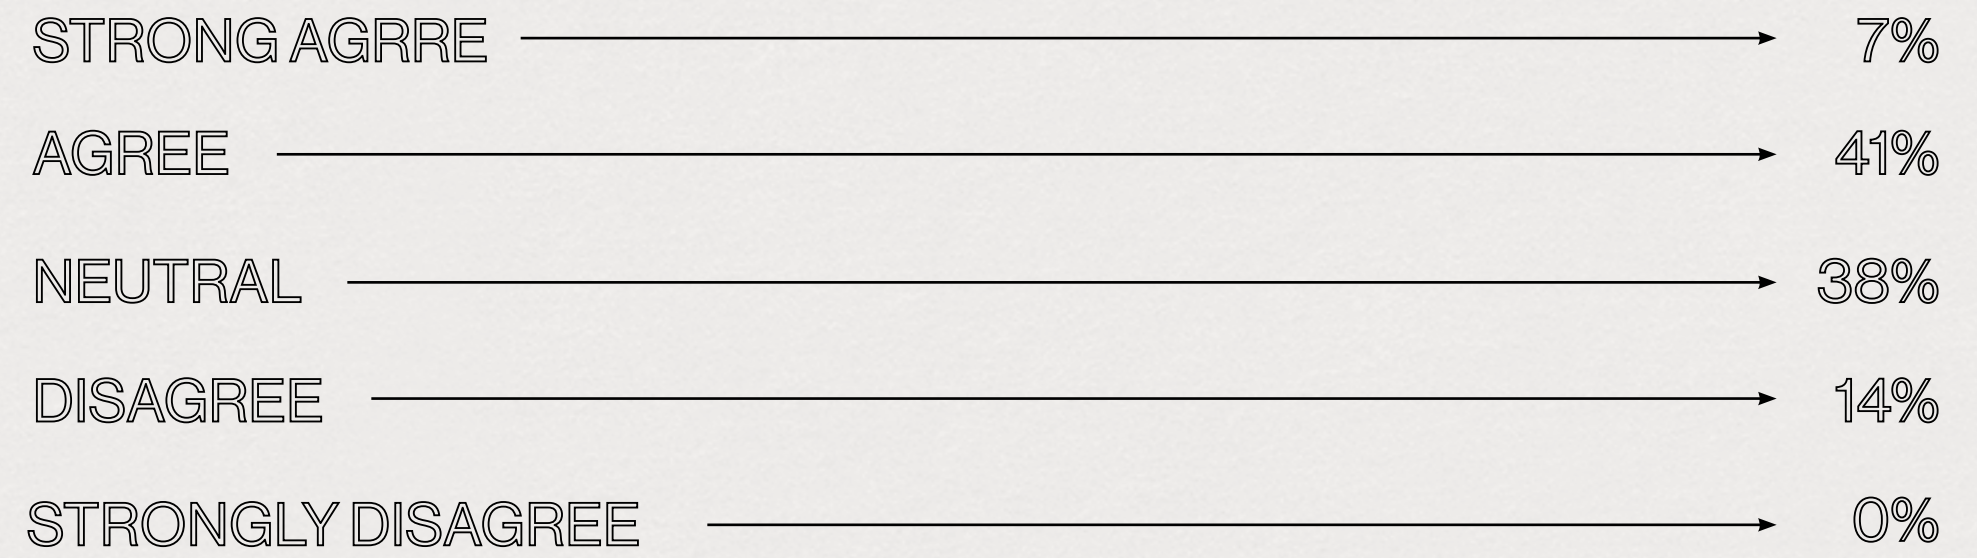 STRONG AGRRE 7%
AGREE 41%
NEUTRAL 38%
DISAGREE 14%
STRONGLY DISAGREE 0%